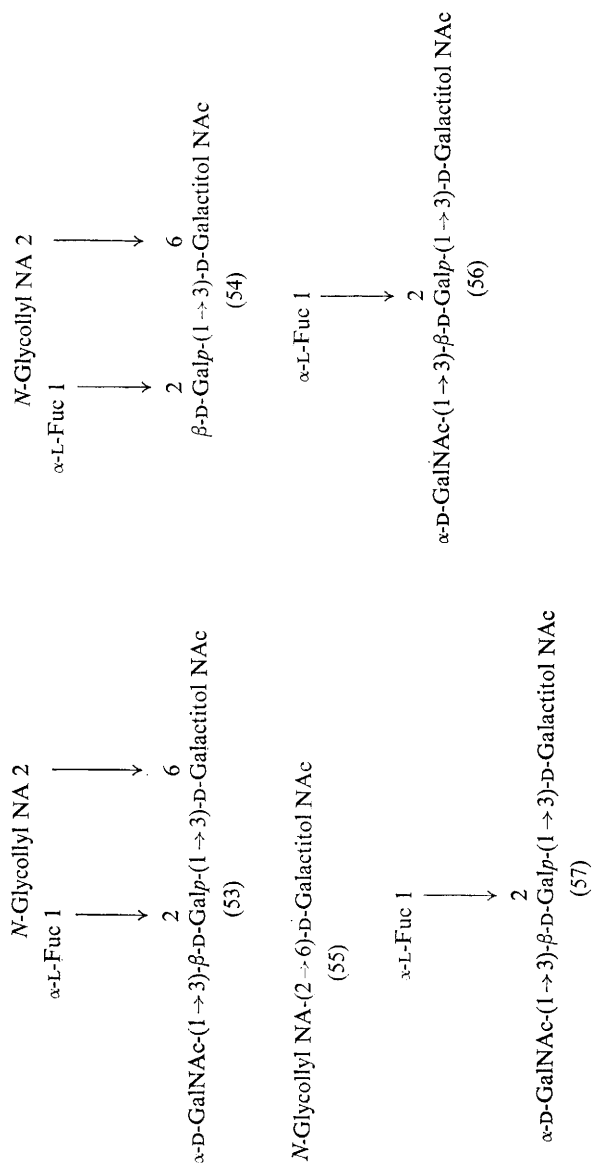 N-Glycollyl NA 2
α-L-Fuc 1
↓ ↓
2 6
α-D-GalNAc-(1→3)-β-D-Galp-(1→3)-D-Galactitol NAc
(53)
N-Glycollyl NA 2
α-L-Fuc 1
↓ ↓
2 6
β-D-Galp-(1→3)-D-Galactitol NAc
(54)
N-Glycollyl NA-(2→6)-D-Galactitol NAc
(55)
α-L-Fuc 1
↓
2
α-D-GalNAc-(1→3)-β-D-Galp-(1→3)-D-Galactitol NAc
(56)
x-L-Fuc 1
↓
2
α-D-GalNAc-(1→3)-β-D-Galp-(1→3)-D-Galactitol NAc
(57)